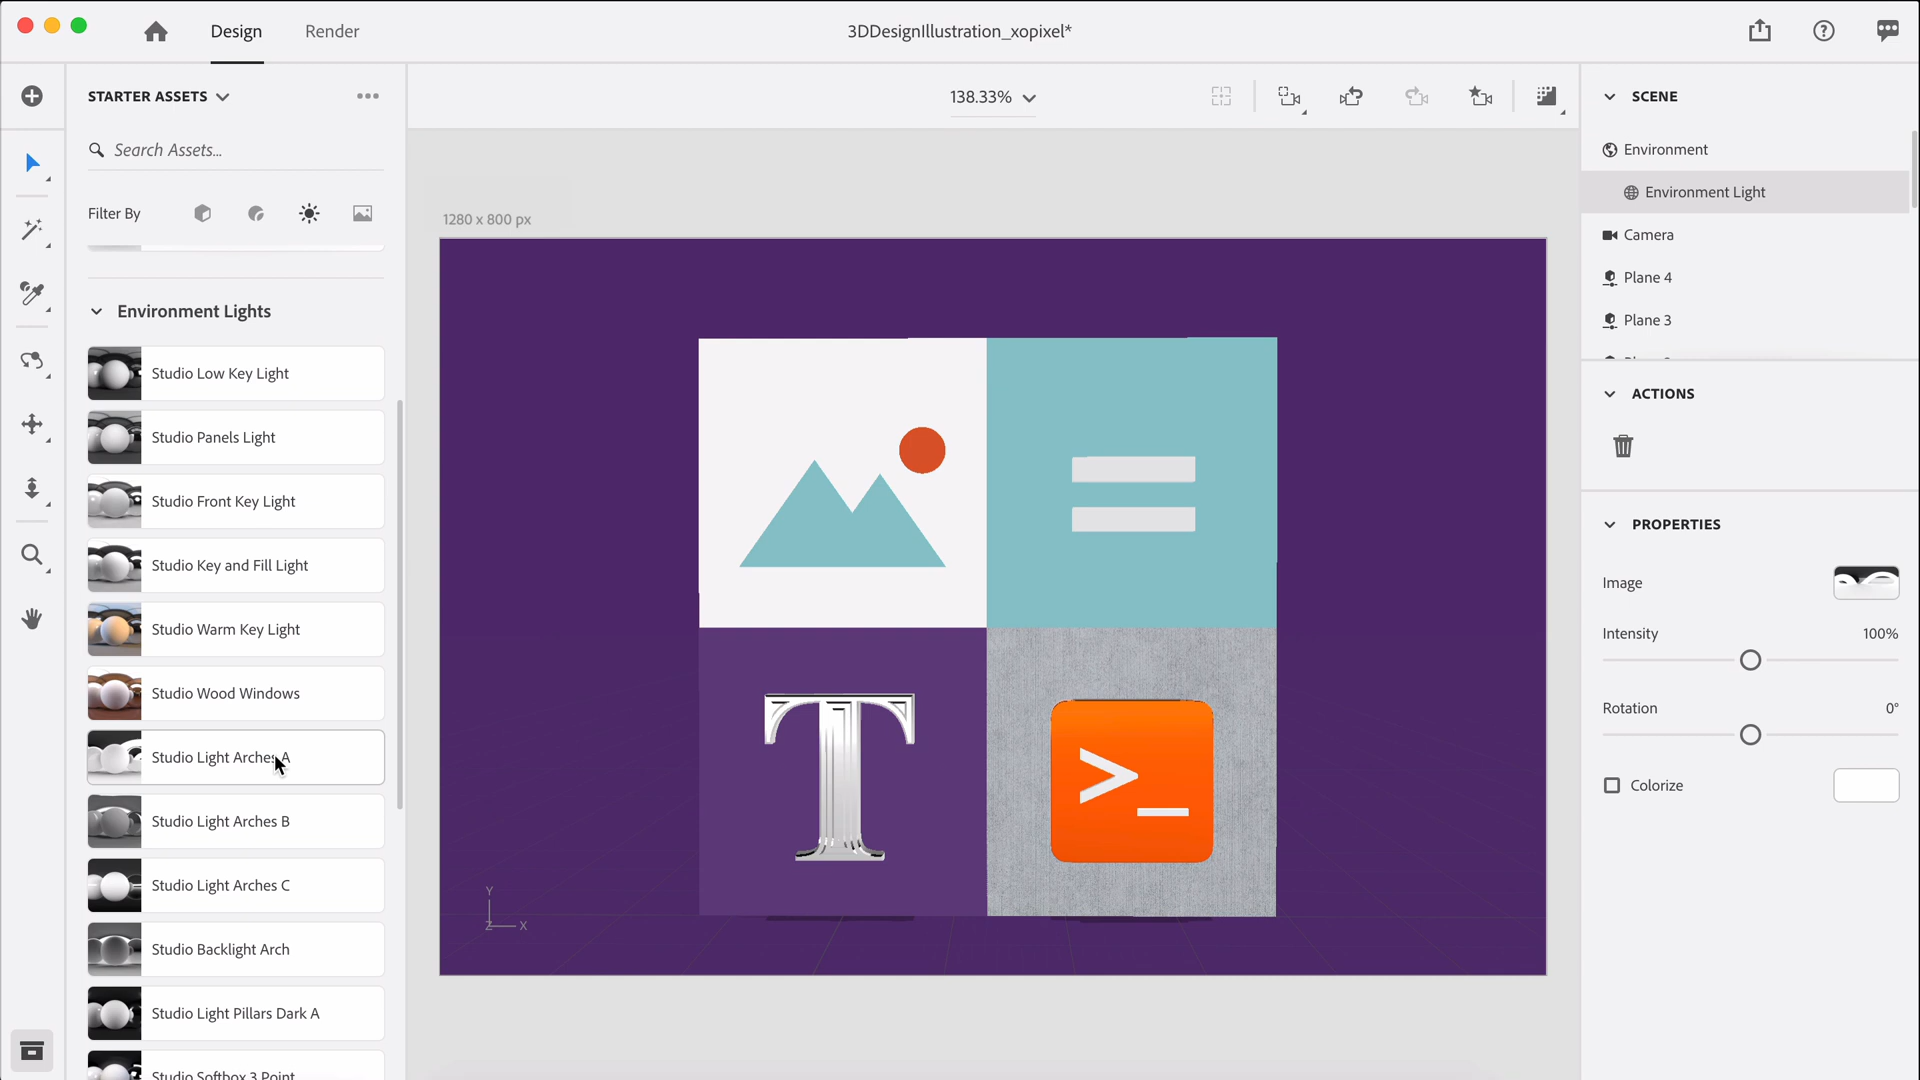 Design
Render
3DDesignIllustration_xopixel*
STARTER ASSETS
Search Assets...
Filter By
Environment Lights
Studio Low Key Light
Studio Panels Light
Studio Front Key Light
Studio Key and Fill Light
Studio Warm Key Light
Studio Wood Windows
Studio Light Arches A
Studio Light Arches B
Studio Light Arches C
Studio Backlight Arch
Studio Light Pillars Dark A
Studio Softbox 3 Point
138.33%
1280 x 800 px
T
>_
Y
Z X
SCENE
Environment
Environment Light
Camera
Plane 4
Plane 3
ACTIONS
PROPERTIES
Image
Intensity 100%
Rotation 0°
Colorize